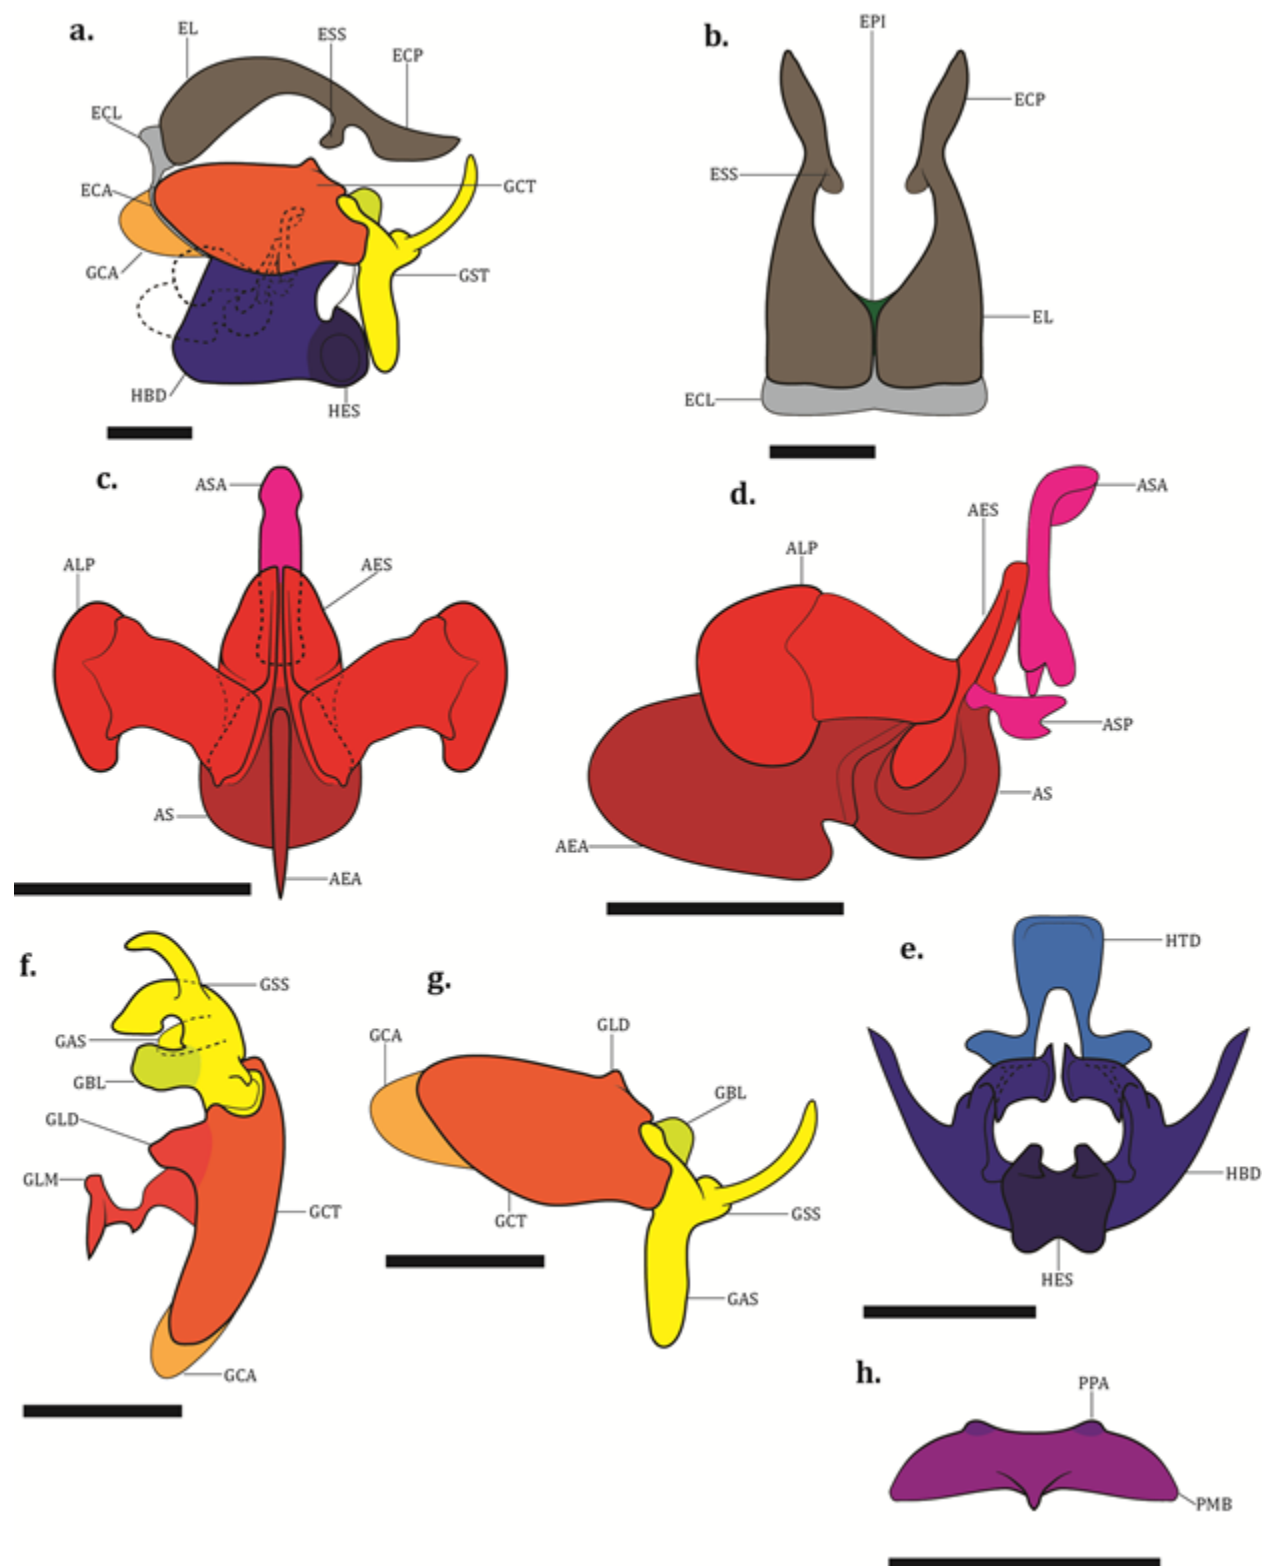 a.
EL
ESS
ECP
ECL
ECA
GCT
GCA
GST
HBD
HES
b.
EPI
ECP
ESS
EL
ECL
c.
ASA
ALP
AES
AS
AEA
d.
ASA
AES
ALP
ASP
AS
AEA
f.
GSS
GAS
GBL
GLD
GLM
GCT
GCA
g.
GCA
GLD
GBL
GCT
GSS
GAS
e.
HTD
HBD
HES
h.
PPA
PMB